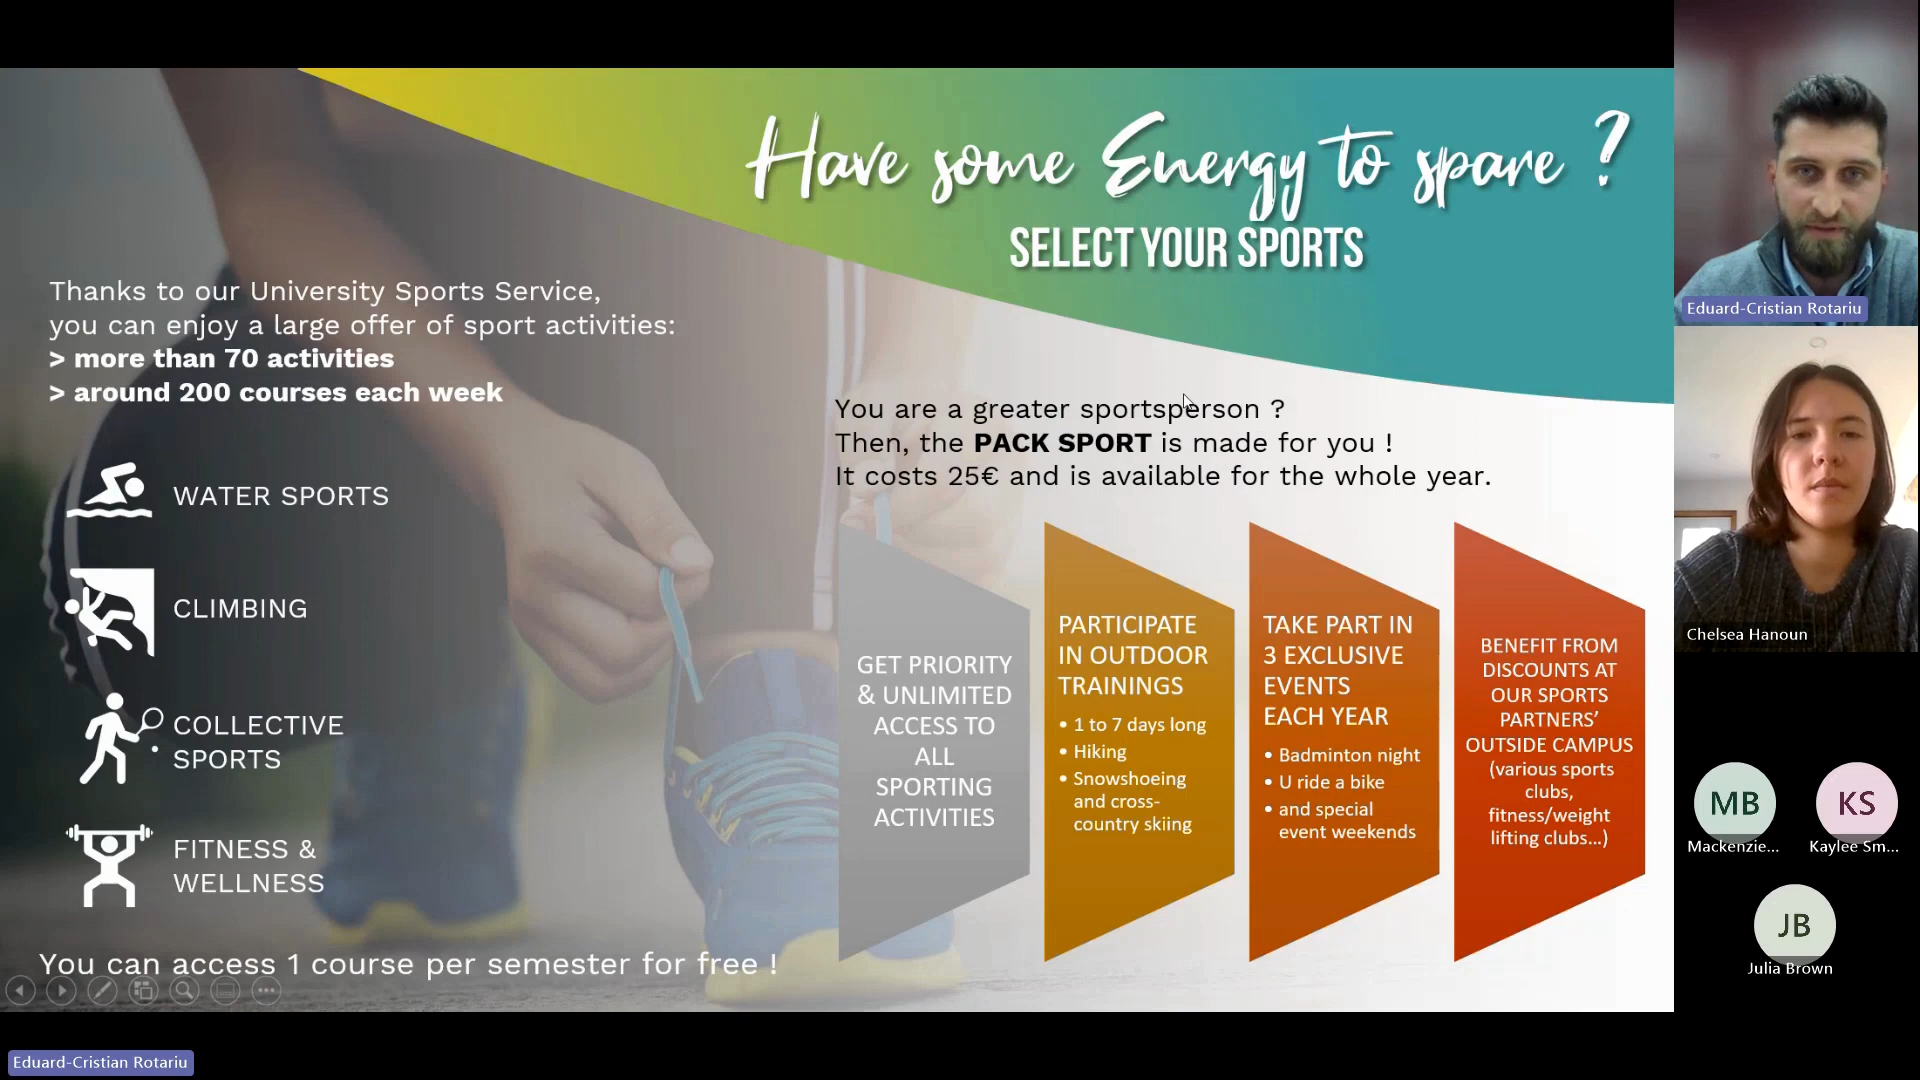 Have some Energy to spare ?
SELECT YOUR SPORTS
Thanks to our University Sports Service,
you can enjoy a large offer of sport activities:
> more than 70 activities
> around 200 courses each week
WATER SPORTS
CLIMBING
COLLECTIVE
SPORTS
FITNESS &
WELLNESS
You can access 1 course per semester for free !
You are a greater sportsperson ?
Then, the PACK SPORT is made for you !
It costs 25€ and is available for the whole year.
GET PRIORITY
& UNLIMITED
ACCESS TO
ALL
SPORTING
ACTIVITIES
PARTICIPATE
IN OUTDOOR
TRAININGS
• 1 to 7 days long
• Hiking
• Snowshoeing
and cross-
country skiing
TAKE PART IN
3 EXCLUSIVE
EVENTS
EACH YEAR
• Badminton night
• U ride a bike
• and special
event weekends
BENEFIT FROM
DISCOUNTS AT
OUR SPORTS
PARTNERS’
OUTSIDE CAMPUS
(various sports
clubs,
fitness/weight
lifting clubs...)
Eduard-Cristian Rotariu
Chelsea Hanoun
MB
Mackenzie...
KS
Kaylee Sm...
JB
Julia Brown
Eduard-Cristian Rotariu